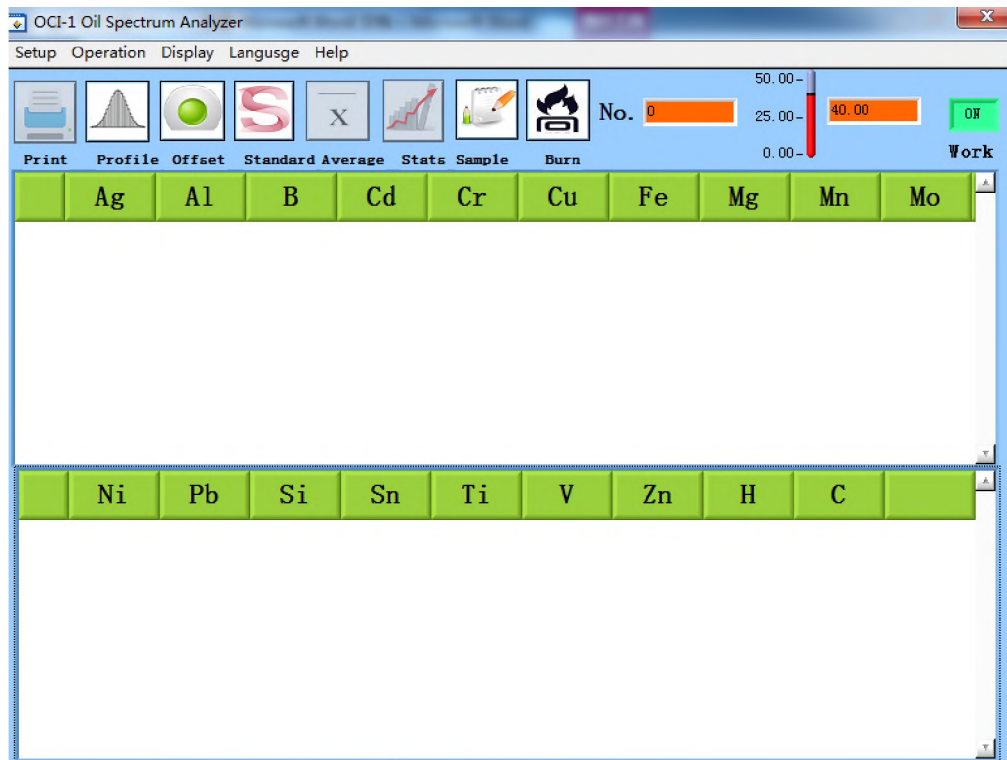 OCI-1 Oil Spectrum Analyzer
Setup Operation Display Langusge Help
50.00
No. 0 25.00 40.00 ON
0.00
Print Profile Offset Standard Average Stats Sample Burn Work
S X
Ag Al B Cd Cr Cu Fe Mg Mn Mo
Ni Pb Si Sn Ti V Zn H C